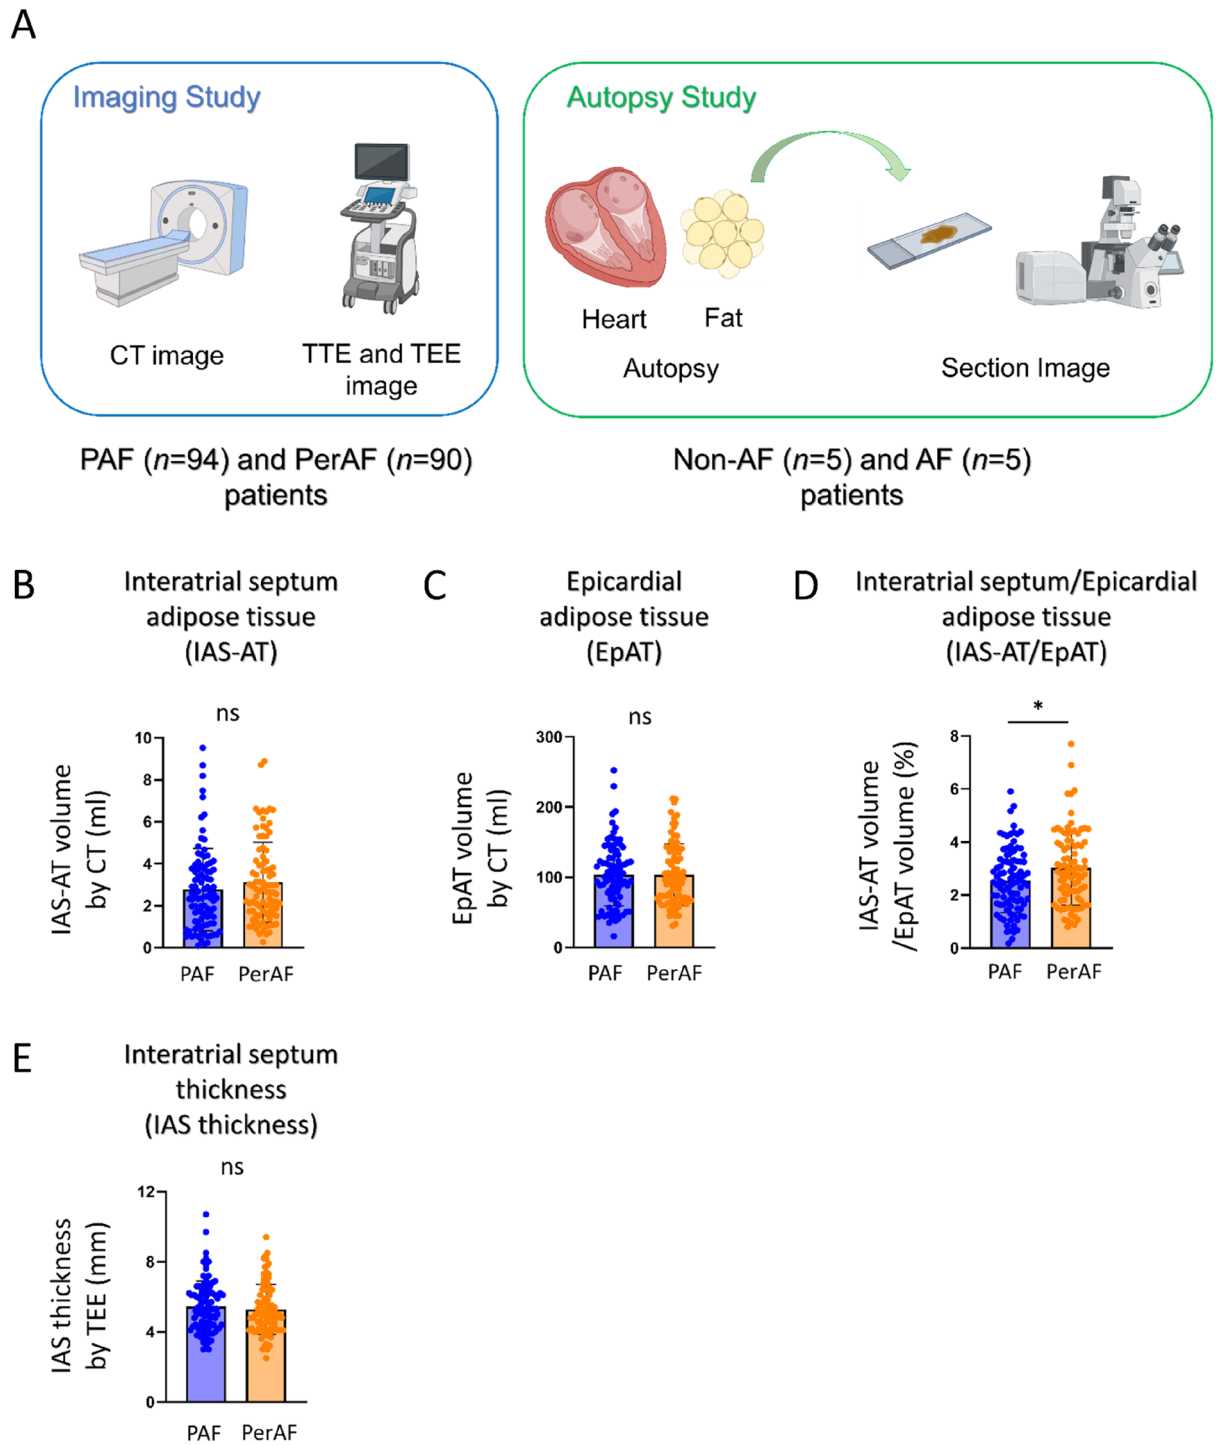 A
Imaging Study
CT image
TTE and TEE
image
PAF (n=94) and PerAF (n=90)
patients
Autopsy Study
Heart
Fat
Autopsy
Section Image
Non-AF (n=5) and AF (n=5)
patients
B
Interatrial septum
adipose tissue
(IAS-AT)
ns
IAS-AT volume
by CT (ml)
10
8
6
4
2
0
PAF
PerAF
C
Epicardial
adipose tissue
(EpAT)
ns
EpAT volume
by CT (ml)
300
200
100
0
PAF
PerAF
D
Interatrial septum/Epicardial
adipose tissue
(IAS-AT/EpAT)
*
IAS-AT volume
/EpAT volume (%)
8
6
4
2
0
PAF
PerAF
E
Interatrial septum
thickness
(IAS thickness)
ns
IAS thickness
by TEE (mm)
12
8
4
0
PAF
PerAF